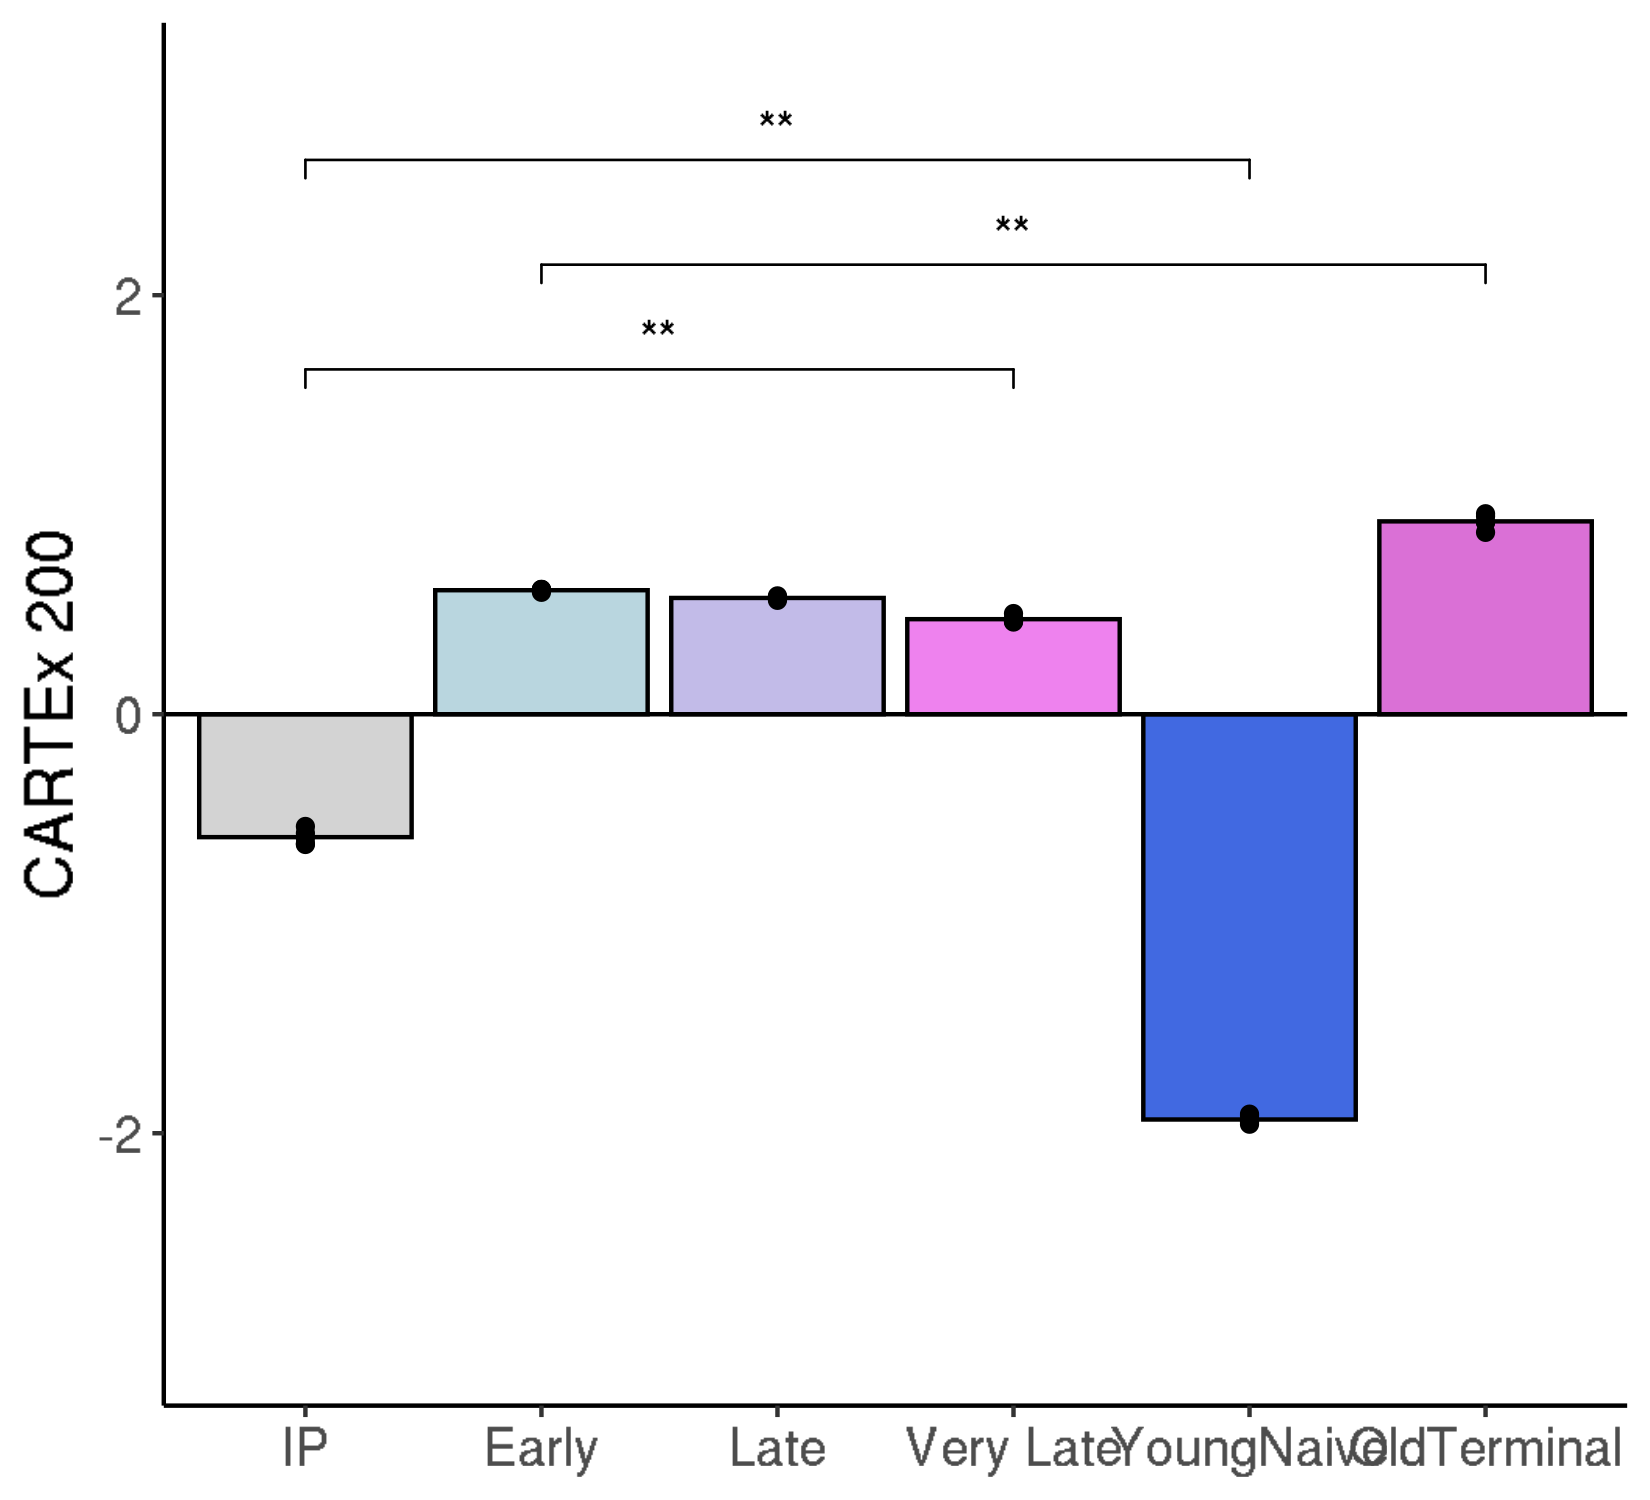 **
**
**
2
0
-2
CARTEx 200
IP
Early
Late
Very Late
YoungNaive
OldTerminal